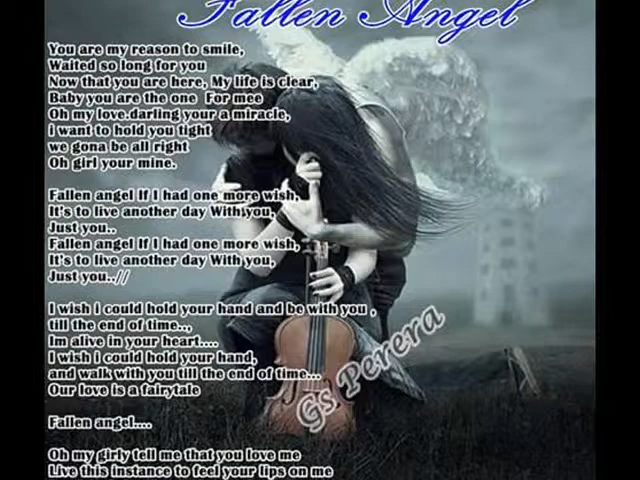 Fallen Angel
You are my reason to smile,
Waited so long for you
Now that you are here, My life is clear,
Baby you are the one For mee
Oh my love.darling your a miracle,
i want to hold you tight
we gona be all right
Oh girl your mine.
Fallen angel If I had one more wish,
It's to live another day With you,
Just you..
Fallen angel If I had one more wish,
It's to live another day With you,
Just you..//
I wish i could hold your hand and be with you ,
till the end of time..,
Im alive in your heart....
I wish i could hold your hand,
and walk with you till the end of time...
Our love is a fairytale
Fallen angel....
Oh my girly tell me that you love me
Live this instance to feel your lips on me
Gs Perera